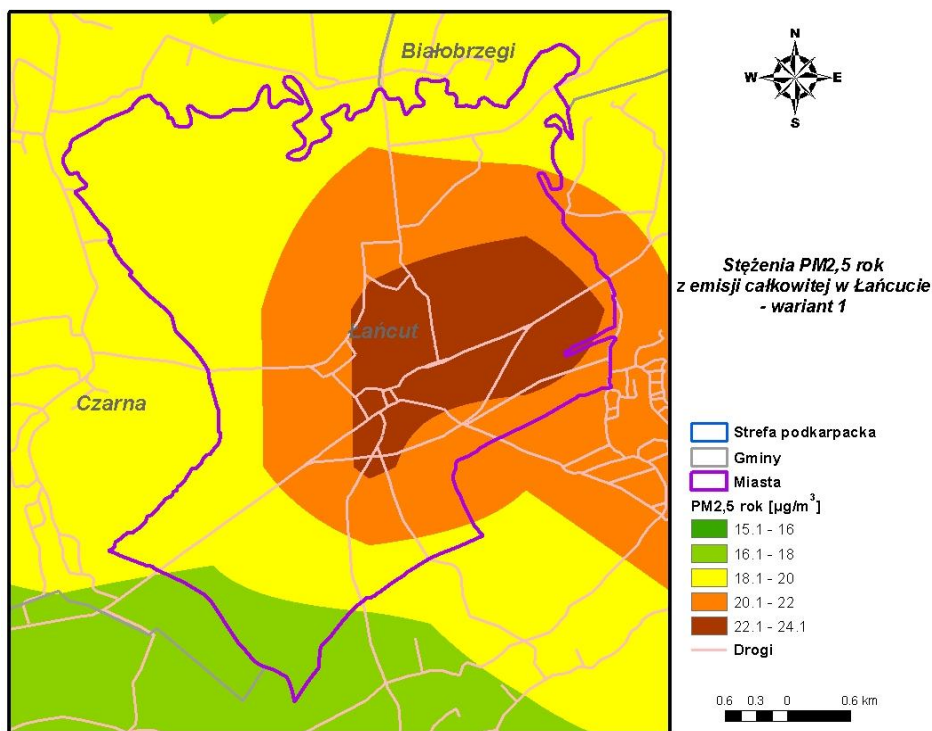 Białobrzegi
Łańcut
Czarna
N
W E
S
Stężenia PM2,5 rok
z emisji całkowitej w Łańcucie
- wariant 1
Strefa podkarpacka
Gminy
Miasta
PM2,5 rok [µg/m³]
15.1 - 16
16.1 - 18
18.1 - 20
20.1 - 22
22.1 - 24.1
Drogi
0.6 0.3 0 0.6 km